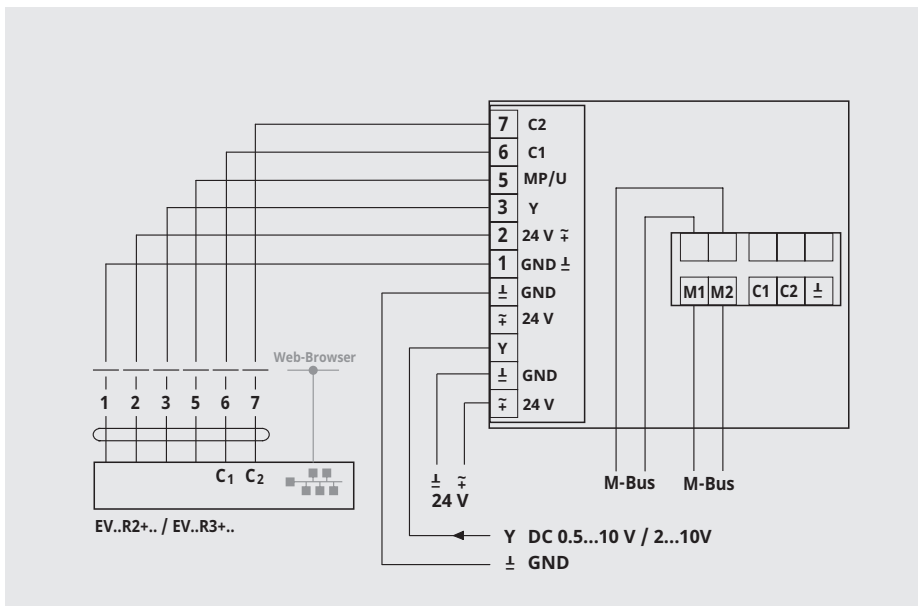 7 C2
6 C1
5 MP/U
3 Y
2 24 V ~
1 GND ⊥
⊥ GND
~ 24 V
Y
⊥ GND
~ 24 V
M1 M2 C1 C2 ⊥
Web-Browser
1 2 3 5 6 7
C1 C2
EV..R2+.. / EV..R3+..
⊥ ~
24 V
M-Bus M-Bus
Y DC 0.5...10 V / 2...10V
⊥ GND